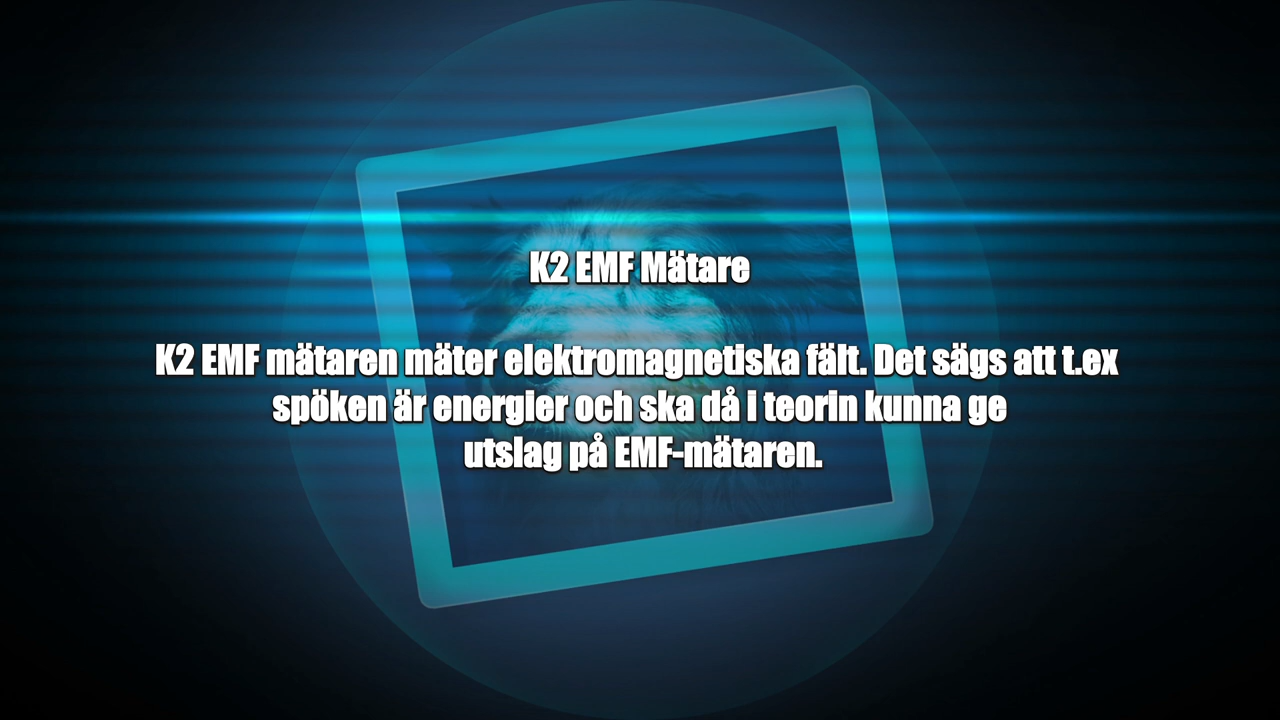 K2 EMF Mätare
K2 EMF mätaren mäter elektromagnetiska fält. Det sägs att t.ex
spöken är energier och ska då i teorin kunna ge
utslag på EMF-mätaren.